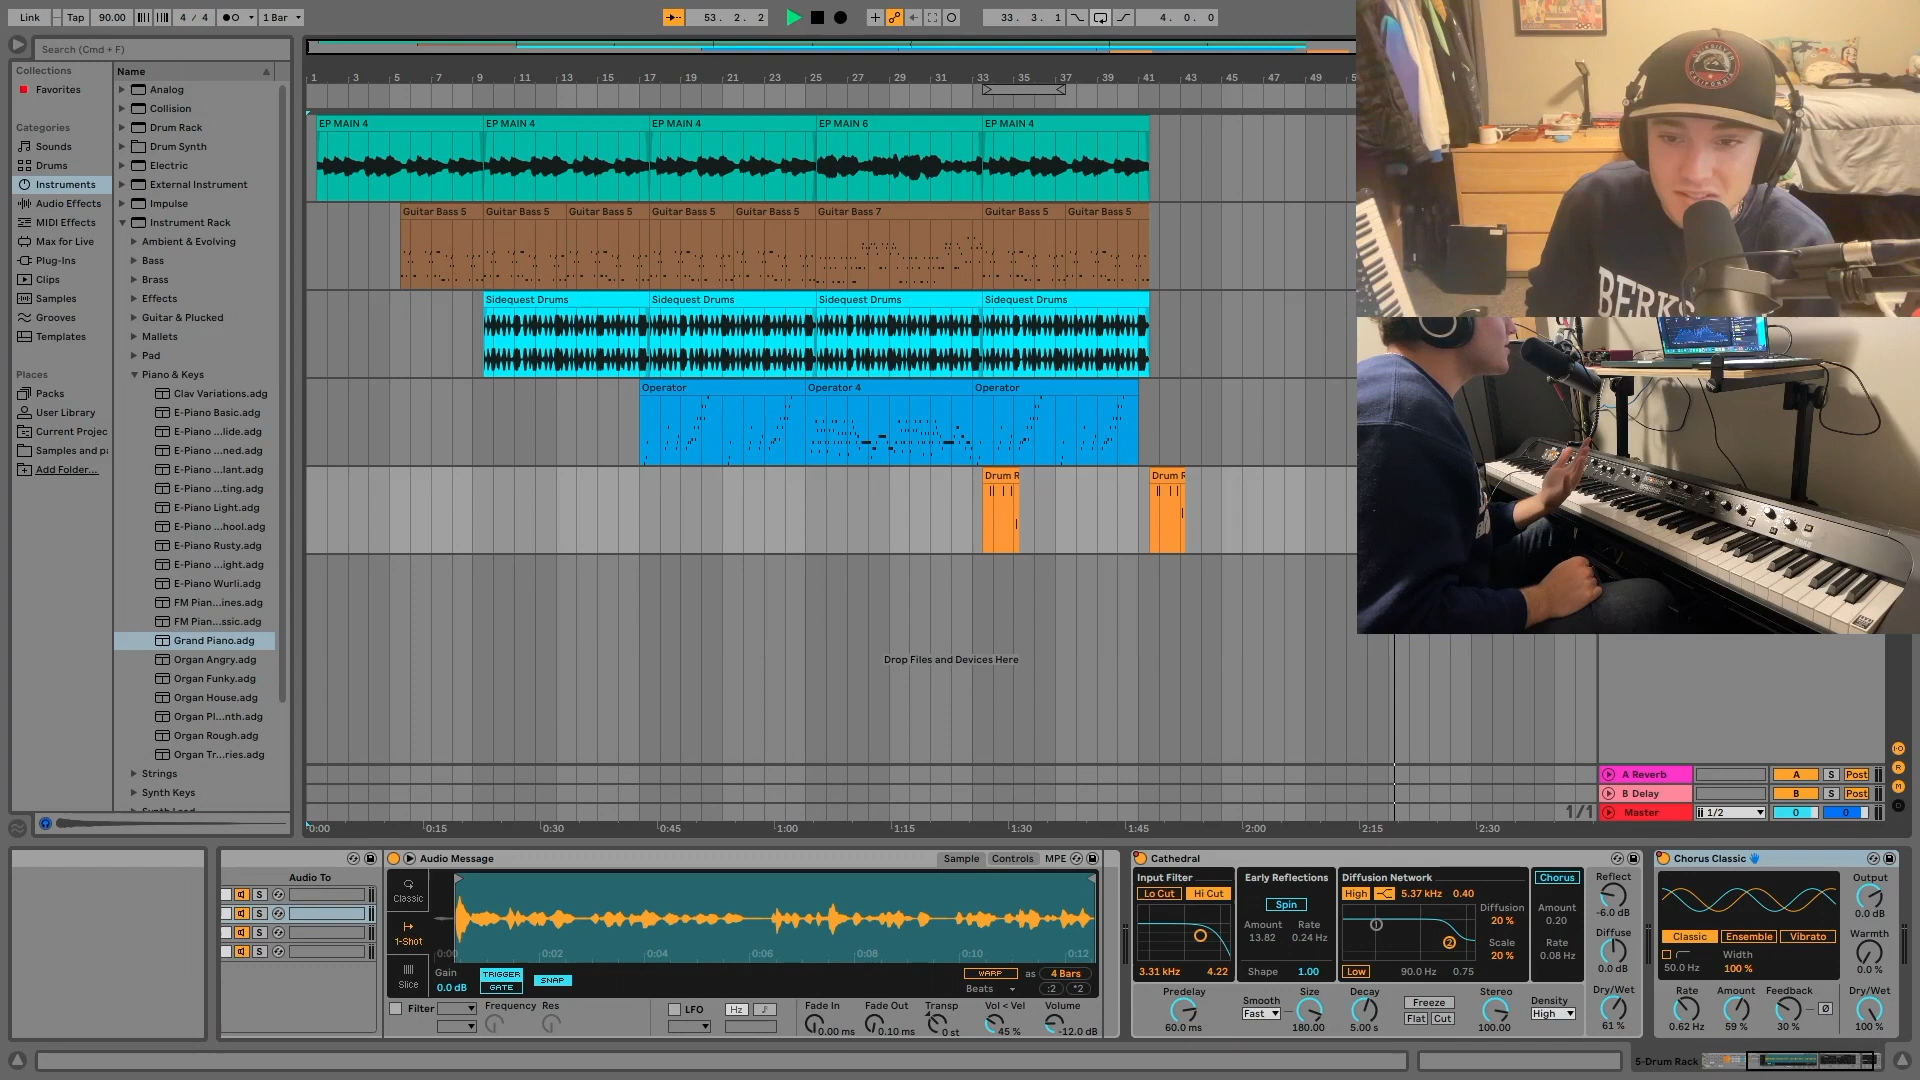 Link
Tap
90.00
4 / 4
1 Bar
53. 2. 2
33. 3. 1
4. 0. 0
Search (Cmd + F)
Collections
Favorites
Categories
Sounds
Drums
Instruments
Audio Effects
MIDI Effects
Max for Live
Plug-Ins
Clips
Samples
Grooves
Templates
Places
Packs
User Library
Current Projec
Samples and pa
Add Folder...
Name
Analog
Collision
Drum Rack
Drum Synth
Electric
External Instrument
Impulse
Instrument Rack
Ambient & Evolving
Bass
Brass
Effects
Guitar & Plucked
Mallets
Pad
Piano & Keys
Clav Variations.adg
E-Piano Basic.adg
E-Piano ...lide.adg
E-Piano ...ned.adg
E-Piano ...lant.adg
E-Piano ...ting.adg
E-Piano Light.adg
E-Piano ...hool.adg
E-Piano Rusty.adg
E-Piano ...ight.adg
E-Piano Wurli.adg
FM Pian...ines.adg
FM Pian...ssic.adg
Grand Piano.adg
Organ Angry.adg
Organ Funky.adg
Organ House.adg
Organ Pl...nth.adg
Organ Rough.adg
Organ Tr...ries.adg
Strings
Synth Keys
1 3 5 7 9 11 13 15 17 19 21 23 25 27 29 31 33 35 37 39 41 43 45 47 49
EP MAIN 4 EP MAIN 4 EP MAIN 4 EP MAIN 6 EP MAIN 4
Guitar Bass 5 Guitar Bass 5 Guitar Bass 5 Guitar Bass 5 Guitar Bass 5 Guitar Bass 7 Guitar Bass 5 Guitar Bass 5
Sidequest Drums Sidequest Drums Sidequest Drums Sidequest Drums
Operator Operator 4 Operator
Drum R Drum R
Drop Files and Devices Here
BERK
KORG
A Reverb A S Post
B Delay B S Post
1/1 Master 1/2 0 0
0:00 0:15 0:30 0:45 1:00 1:15 1:30 1:45 2:00 2:15 2:30
Audio To
S
S
S
S
Audio Message
Sample Controls MPE
Classic
1-Shot
Slice
0:00 0:02 0:04 0:06 0:08 0:10 0:12
Gain
0.0 dB
TRIGGER
GATE
SNAP
WARP as 4 Bars
Beats :2 *2
Filter Frequency Res
LFO Hz
Fade In Fade Out Transp Vol < Vel Volume
0.00 ms 0.10 ms 0 st 45 % -12.0 dB
Cathedral
Input Filter
Lo Cut Hi Cut
3.31 kHz 4.22
Early Reflections
Spin
Amount Rate
13.82 0.24 Hz
Shape 1.00
Diffusion Network
High 5.37 kHz 0.40
Diffusion
20 %
Scale
20 %
1
2
Low 90.0 Hz 0.75
Chorus
Amount
0.20
Rate
0.08 Hz
Reflect
-6.0 dB
Diffuse
0.0 dB
Dry/Wet
61 %
Predelay
60.0 ms
Smooth
Fast
Size
180.00
Decay
5.00 s
Freeze
Flat Cut
Stereo
100.00
Density
High
Chorus Classic
Classic Ensemble Vibrato
50.0 Hz
Width
100 %
Output
0.0 dB
Warmth
0.0 %
Rate Amount Feedback Dry/Wet
0.62 Hz 59 % 30 % Ø 100 %
5-Drum Rack